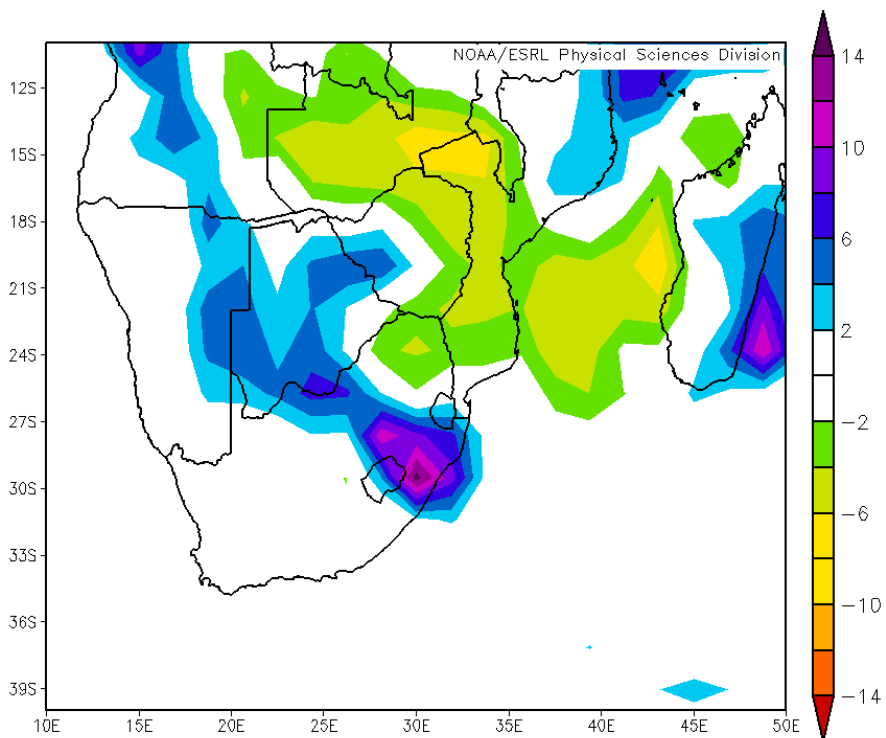 NOAA/ESRL Physical Sciences Division
12S
15S
18S
21S
24S
27S
30S
33S
36S
39S
10E 15E 20E 25E 30E 35E 40E 45E 50E
14
10
6
2
-2
-6
-10
-14